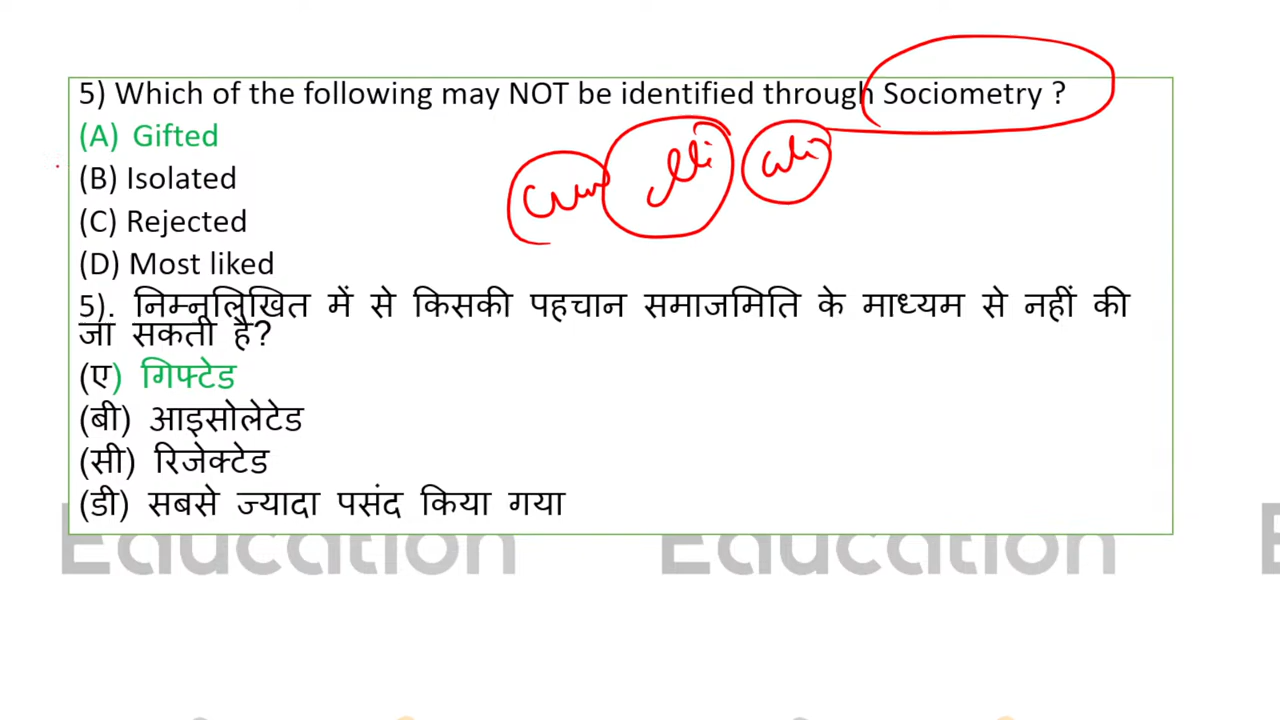 5) Which of the following may NOT be identified through Sociometry ?
(A) Gifted
(B) Isolated
(C) Rejected
(D) Most liked
5). निम्नलिखित में से किसकी पहचान समाजमिति के माध्यम से नहीं की
जा सकती है?
(ए) गिफ्टेड
(बी) आइसोलेटेड
(सी) रिजेक्टेड
(डी) सबसे ज्यादा पसंद किया गया
Education Education